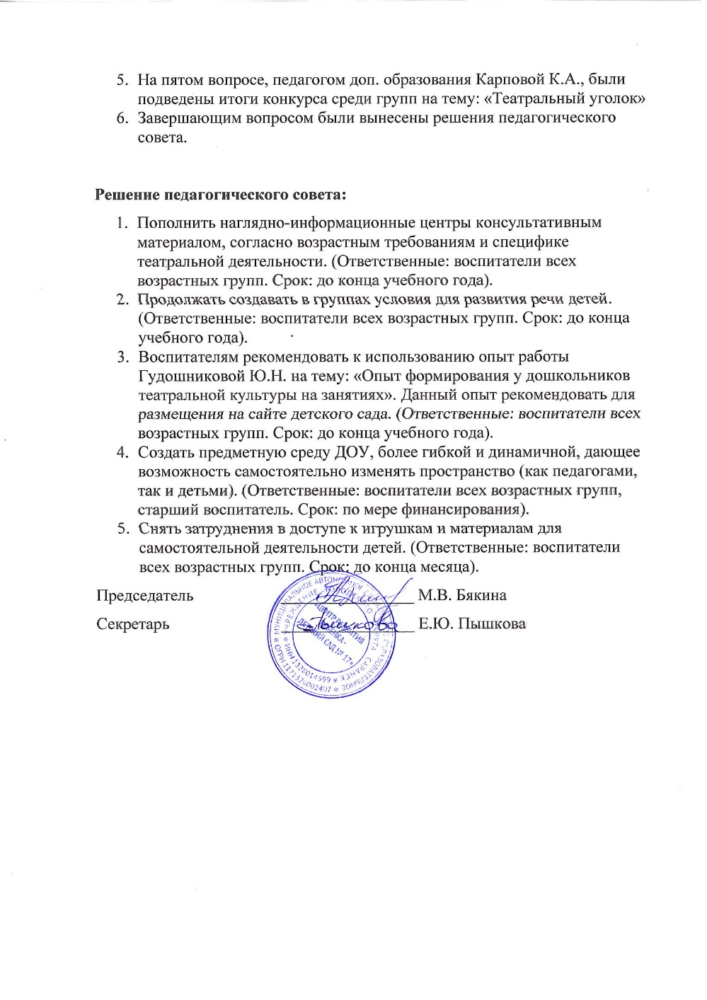 5. На пятом вопросе, педагогом доп. образования Карповой К.А., были
подведены итоги конкурса среди групп на тему: «Театральный уголок»
6. Завершающим вопросом были вынесены решения педагогического
совета.
Решение педагогического совета:
1. Пополнить наглядно-информационные центры консультативным
материалом, согласно возрастным требованиям и специфике
театральной деятельности. (Ответственные: воспитатели всех
возрастных групп. Срок: до конца учебного года).
2. Продолжать создавать в группах условия для развития речи детей.
(Ответственные: воспитатели всех возрастных групп. Срок: до конца
учебного года).
3. Воспитателям рекомендовать к использованию опыт работы
Гудошниковой Ю.Н. на тему: «Опыт формирования у дошкольников
театральной культуры на занятиях». Данный опыт рекомендовать для
размещения на сайте детского сада. (Ответственные: воспитатели всех
возрастных групп. Срок: до конца учебного года).
4. Создать предметную среду ДОУ, более гибкой и динамичной, дающее
возможность самостоятельно изменять пространство (как педагогами,
так и детьми). (Ответственные: воспитатели всех возрастных групп,
старший воспитатель. Срок: по мере финансирования).
5. Снять затруднения в доступе к игрушкам и материалам для
самостоятельной деятельности детей. (Ответственные: воспитатели
всех возрастных групп. Срок: до конца месяца).
Председатель М.В. Бякина
Секретарь Пышкова Е.Ю. Пышкова
МУНИЦИПАЛЬНОЕ АВТОНОМНОЕ ОБРАЗОВАТЕЛЬНОЕ
УЧРЕЖДЕНИЕ ГОРОДСКОГО ОКРУГА САРАНСК
ОГРН 1171326002407
ИНН 1328014599
«ЦЕНТР РАЗВИТИЯ
РЕБЕНКА-
ДЕТСКИЙ САД № 17»